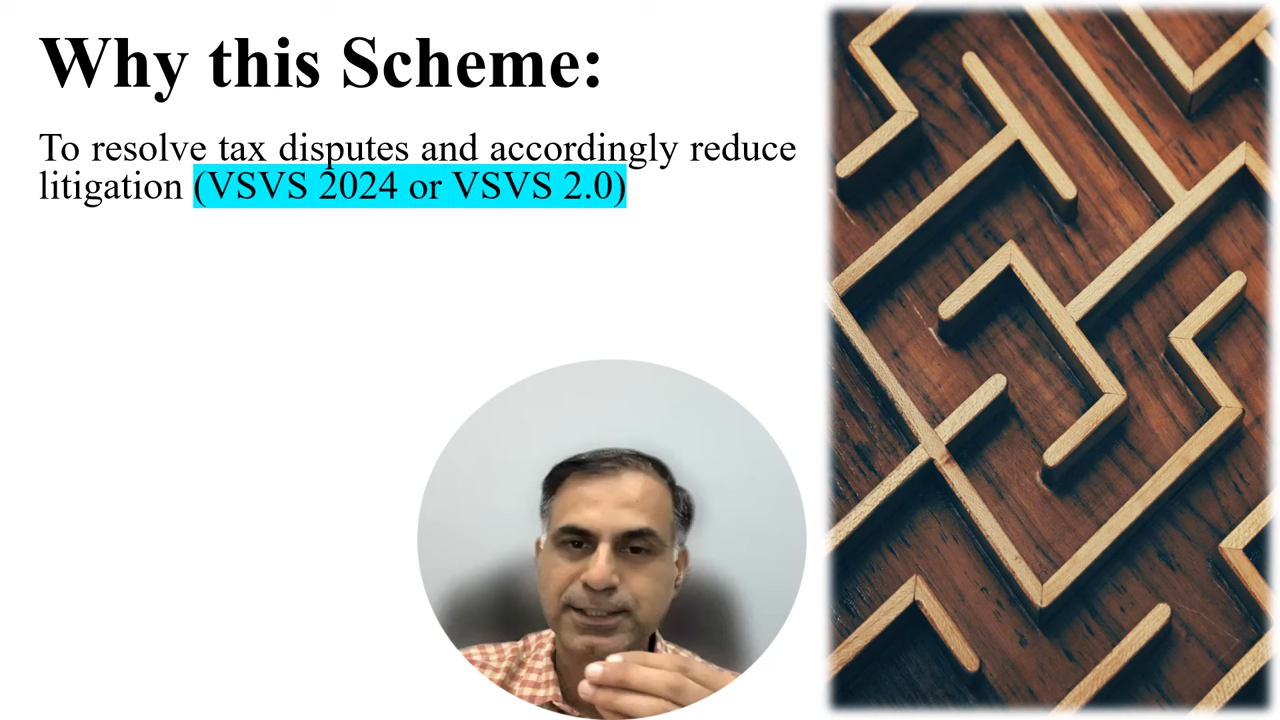 Why this Scheme:
To resolve tax disputes and accordingly reduce
litigation (VSVS 2024 or VSVS 2.0)